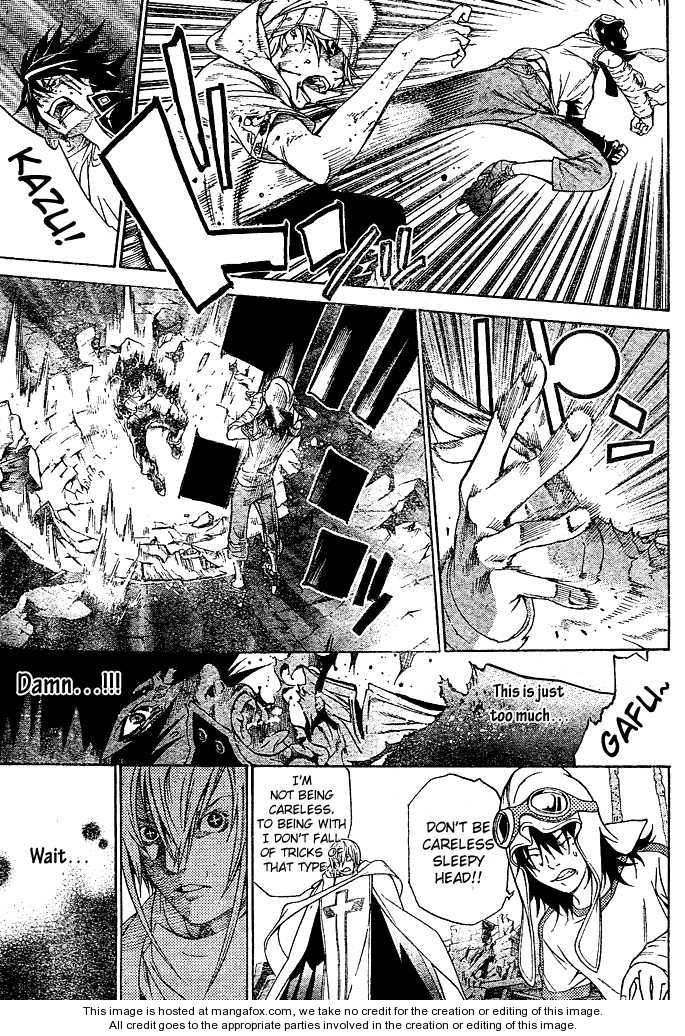 KAZU!
Damn...!!!
This is just
too much...
GAFU~
DON'T BE
CARELESS
SLEEPY
HEAD!!
I'M
NOT BEING
CARELESS.
TO BEING WITH
I DON'T FALL
OF TRICKS OF
THAT TYPE
Wait...
This image is hosted at mangafox.com, we take no credit for the creation or editing of this image.
All credit goes to the appropriate parties involved in the creation or editing of this image.